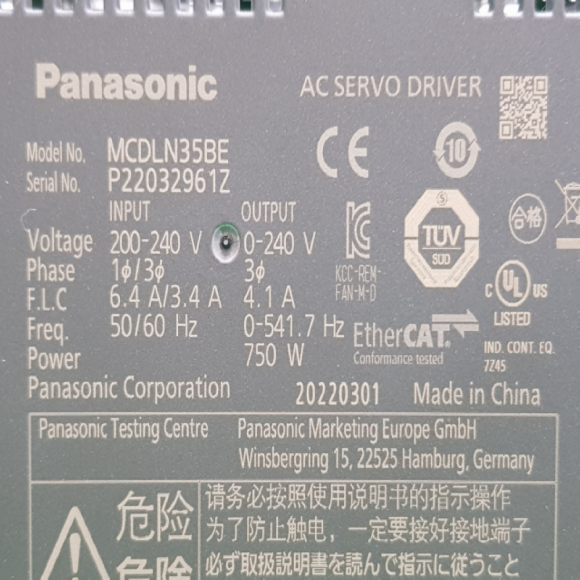 Panasonic AC SERVO DRIVER
Model No. MCDLN35BE
Serial No. P22032961Z
CE
10
INPUT OUTPUT
Voltage 200-240 V 0-240 V
Phase 1ϕ/3ϕ 3ϕ
F.L.C 6.4 A/3.4 A 4.1 A
Freq. 50/60 Hz 0-541.7 Hz
Power 750 W
KCC-REM-
FAN-M-D
TÜV
SÜD
合格
C UL US
LISTED
IND. CONT. EQ.
7Z45
EtherCAT
Conformance tested
Panasonic Corporation 20220301 Made in China
Panasonic Testing Centre Panasonic Marketing Europe GmbH
Winsbergring 15, 22525 Hamburg, Germany
危险
请务必按照使用说明书的指示操作
为了防止触电，一定要接好接地端子
危険
必ず取扱説明書を読んで指示に従うこと